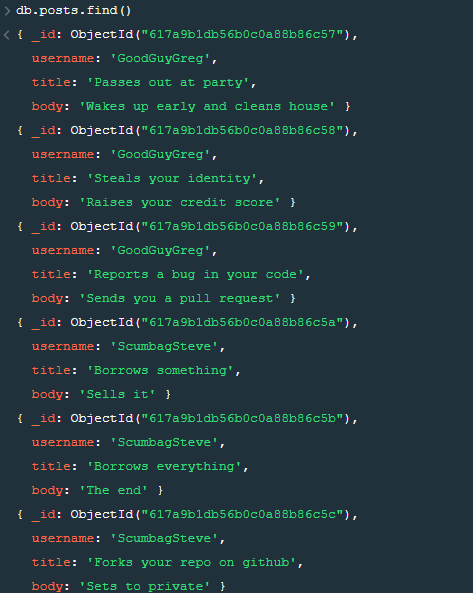 > db.posts.find()
< { _id: ObjectId("617a9b1db56b0c0a88b86c57"),
username: 'GoodGuyGreg',
title: 'Passes out at party',
body: 'Wakes up early and cleans house' }
{ _id: ObjectId("617a9b1db56b0c0a88b86c58"),
username: 'GoodGuyGreg',
title: 'Steals your identity',
body: 'Raises your credit score' }
{ _id: ObjectId("617a9b1db56b0c0a88b86c59"),
username: 'GoodGuyGreg',
title: 'Reports a bug in your code',
body: 'Sends you a pull request' }
{ _id: ObjectId("617a9b1db56b0c0a88b86c5a"),
username: 'ScumbagSteve',
title: 'Borrows something',
body: 'Sells it' }
{ _id: ObjectId("617a9b1db56b0c0a88b86c5b"),
username: 'ScumbagSteve',
title: 'Borrows everything',
body: 'The end' }
{ _id: ObjectId("617a9b1db56b0c0a88b86c5c"),
username: 'ScumbagSteve',
title: 'Forks your repo on github',
body: 'Sets to private' }